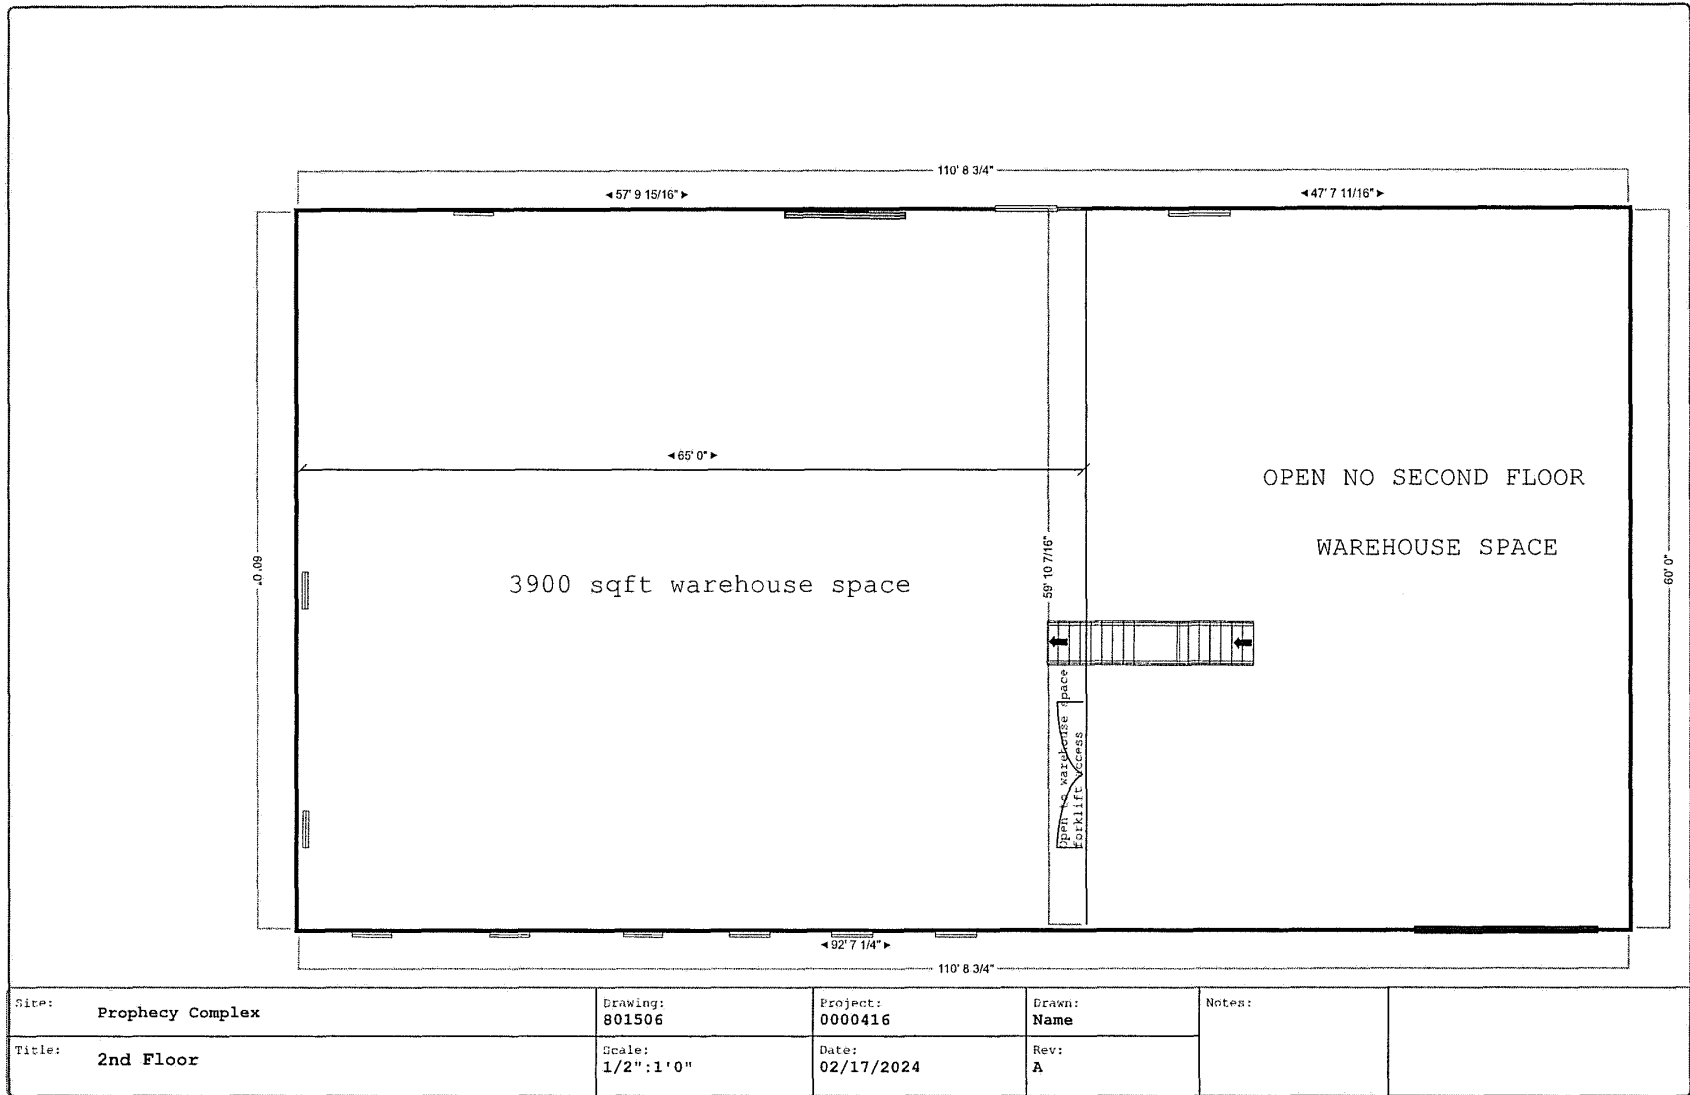 110' 8 3/4"
57' 9 15/16"
47' 7 11/16"
65' 0"
OPEN NO SECOND FLOOR
WAREHOUSE SPACE
60' 0"
59' 10 7/16"
60' 0"
3900 sqft warehouse space
Open to warehouse space
forklift access
92' 7 1/4"
110' 8 3/4"
Site: Prophecy Complex
Drawing:
801506
Project:
0000416
Drawn:
Name
Notes:
Title: 2nd Floor
Scale:
1/2":1'0"
Date:
02/17/2024
Rev:
A